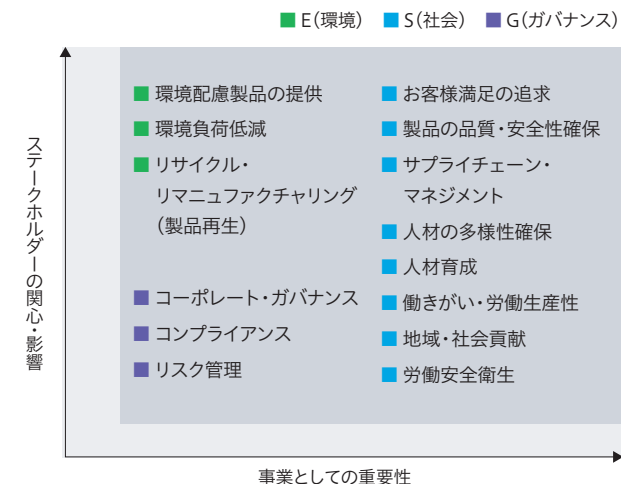 E（環境） S（社会） G（ガバナンス）
ステークホルダーの関心・影響
環境配慮製品の提供
環境負荷低減
リサイクル・
リマニュファクチャリング
（製品再生）
コーポレート・ガバナンス
コンプライアンス
リスク管理
お客様満足の追求
製品の品質・安全性確保
サプライチェーン・
マネジメント
人材の多様性確保
人材育成
働きがい・労働生産性
地域・社会貢献
労働安全衛生
事業としての重要性